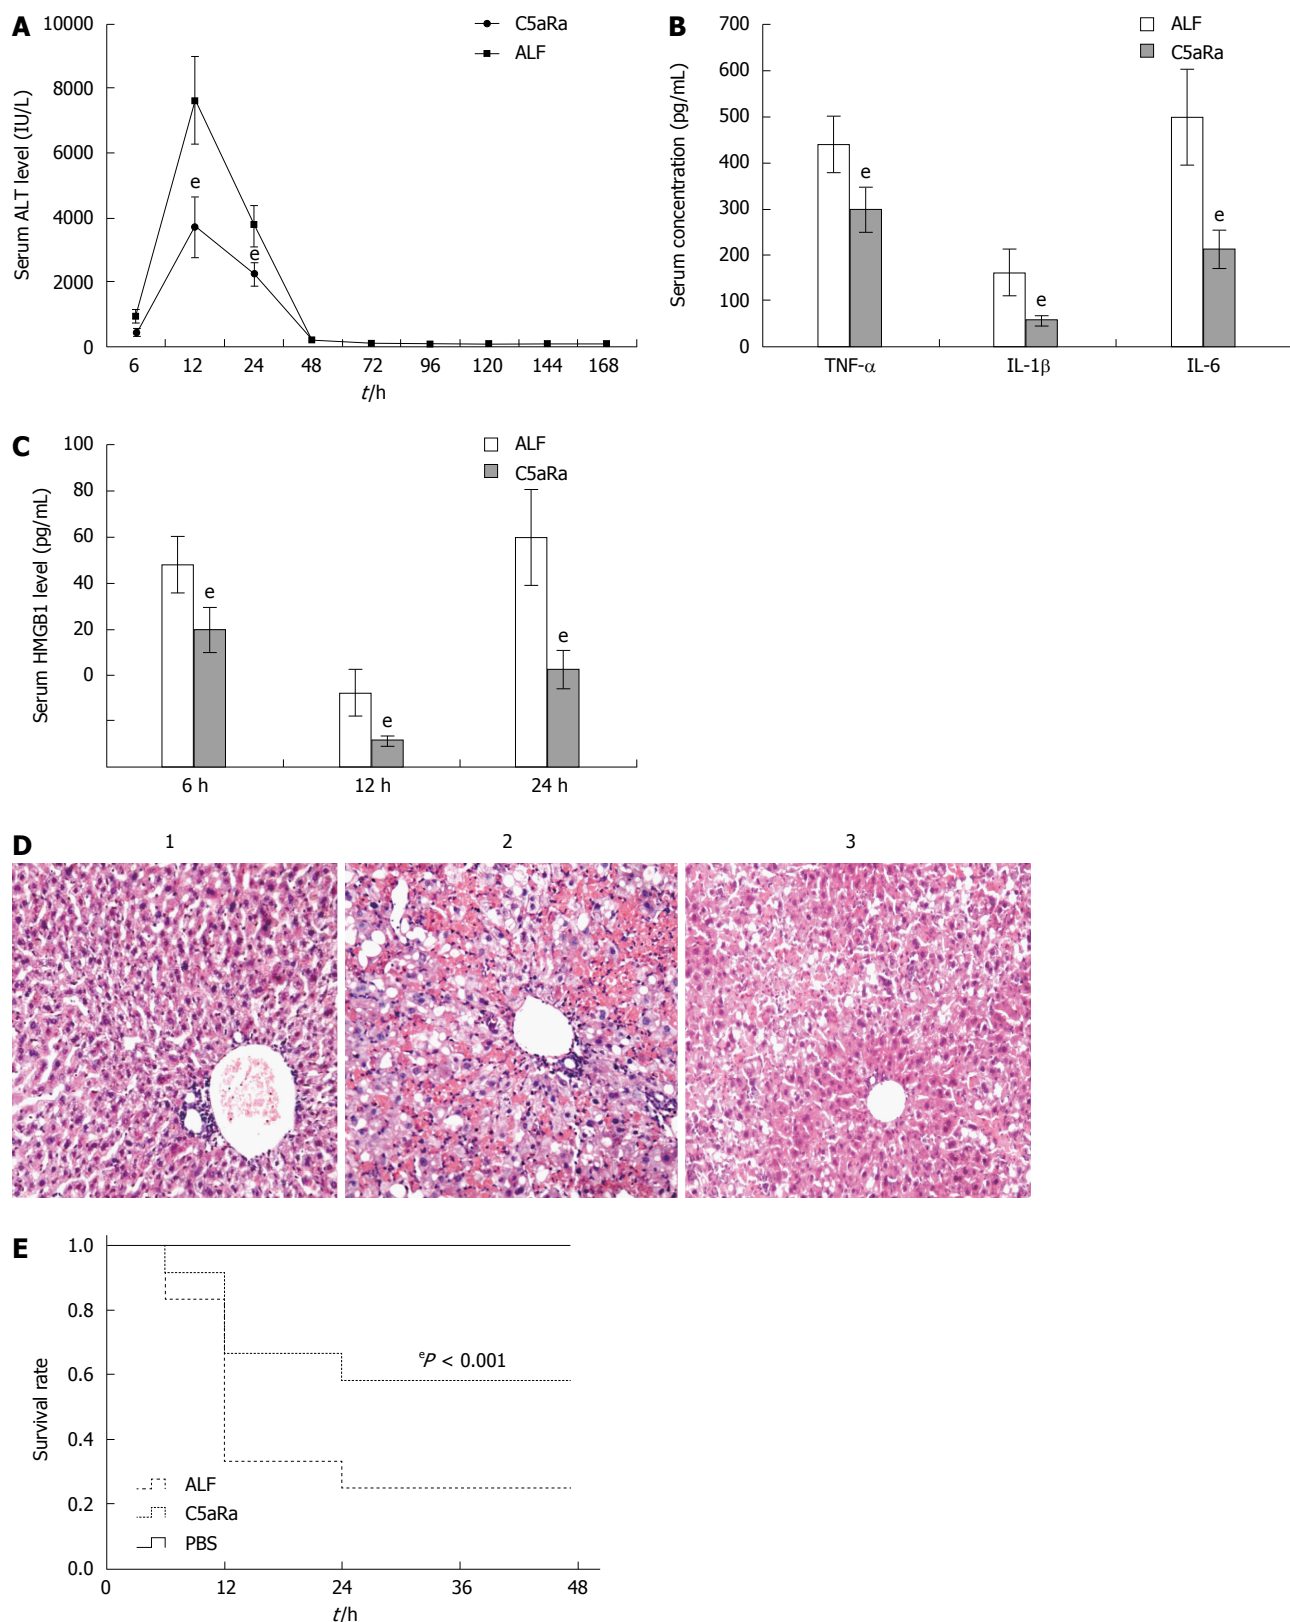 A
10000
8000
6000
4000
2000
0
Serum ALT level (IU/L)
C5aRa
ALF
e
e
6 12 24 48 72 96 120 144 168
t/h
B
700
600
500
400
300
200
100
0
Serum concentration (pg/mL)
ALF
C5aRa
e
e
e
TNF-α IL-1β IL-6
C
100
80
60
40
20
0
Serum HMGB1 level (pg/mL)
ALF
C5aRa
e
e
e
6 h 12 h 24 h
D
1 2 3
E
1.0
0.8
0.6
0.4
0.2
0.0
Survival rate
eP < 0.001
ALF
C5aRa
PBS
0 12 24 36 48
t/h